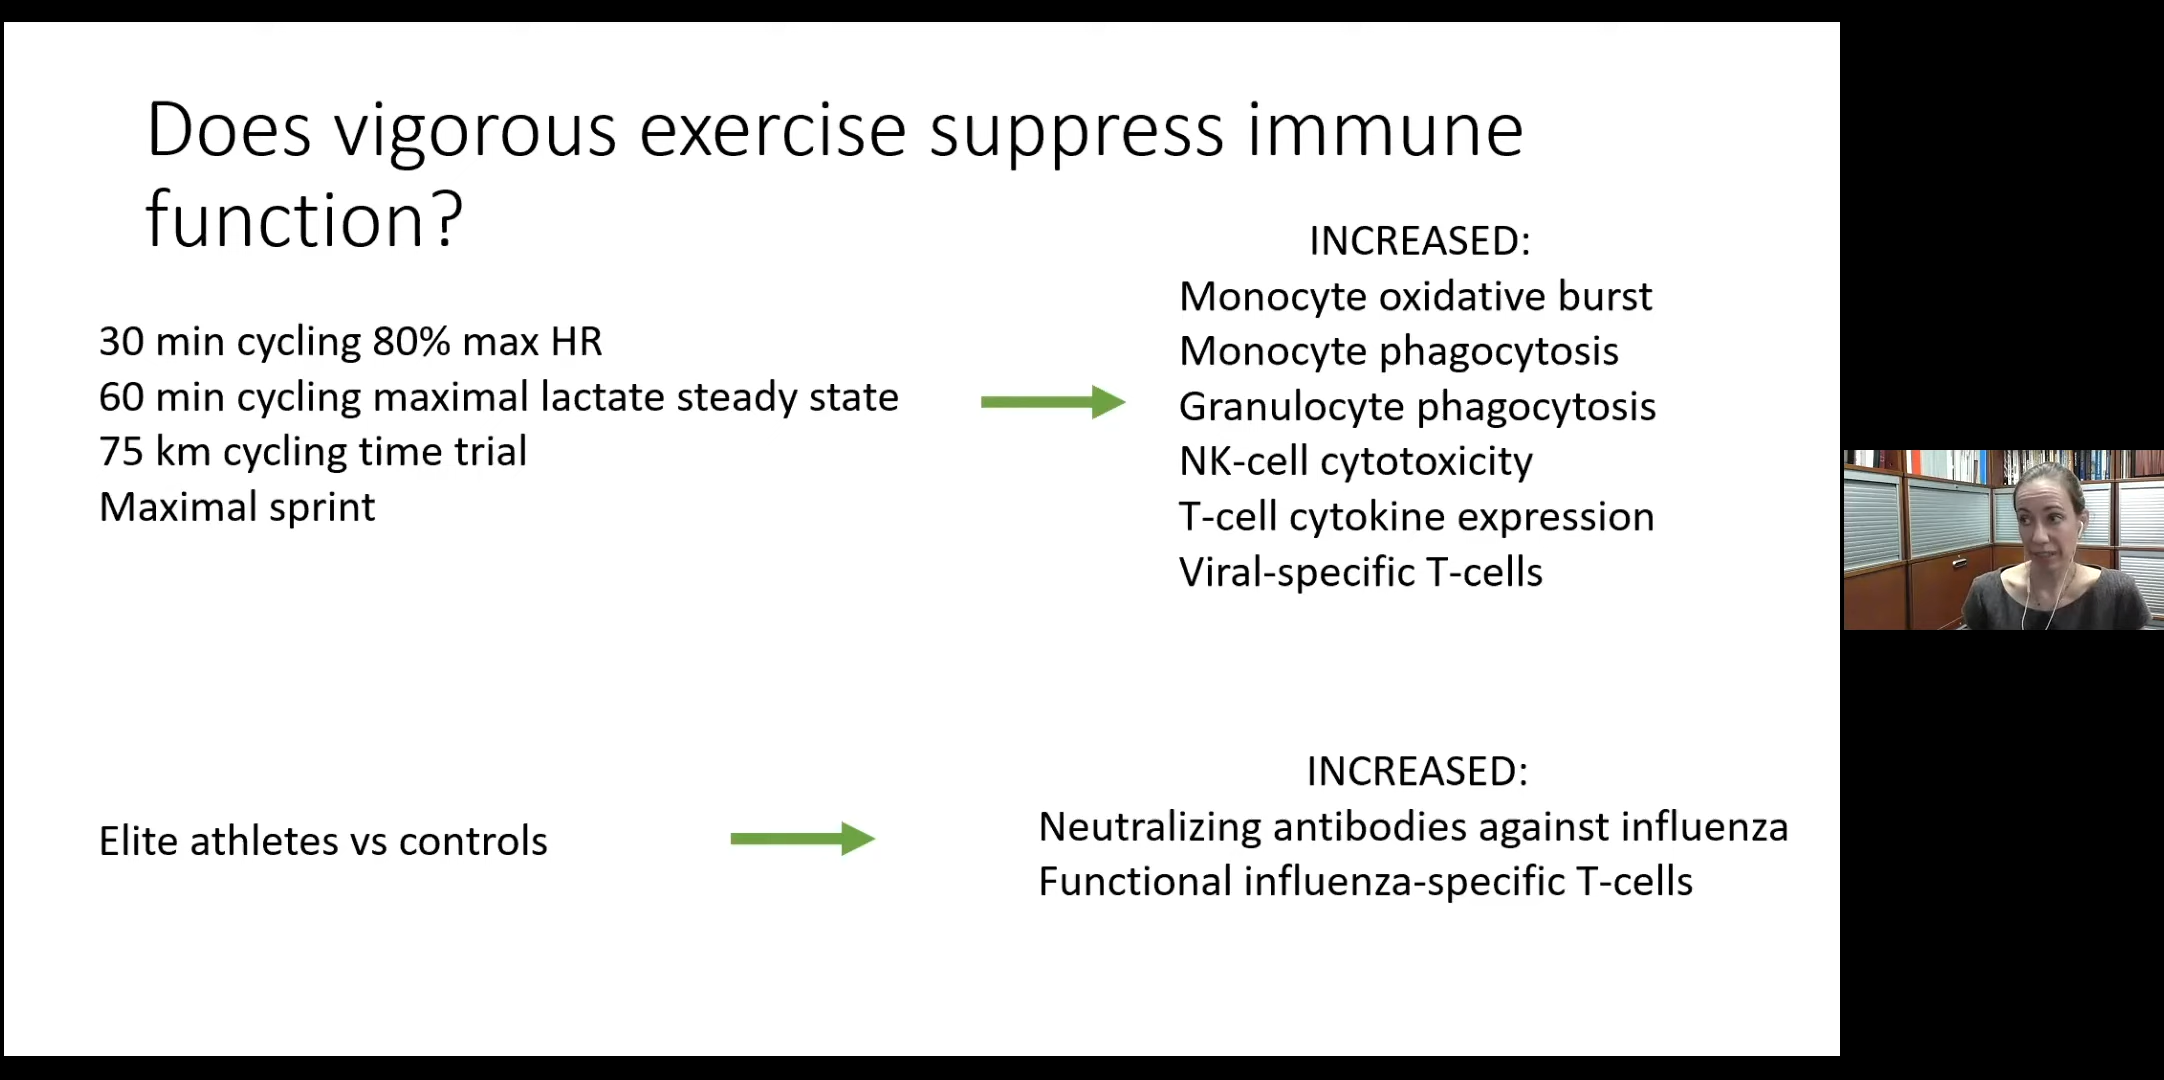 Does vigorous exercise suppress immune
function?
30 min cycling 80% max HR
60 min cycling maximal lactate steady state
75 km cycling time trial
Maximal sprint
INCREASED:
Monocyte oxidative burst
Monocyte phagocytosis
Granulocyte phagocytosis
NK-cell cytotoxicity
T-cell cytokine expression
Viral-specific T-cells
Elite athletes vs controls
INCREASED:
Neutralizing antibodies against influenza
Functional influenza-specific T-cells